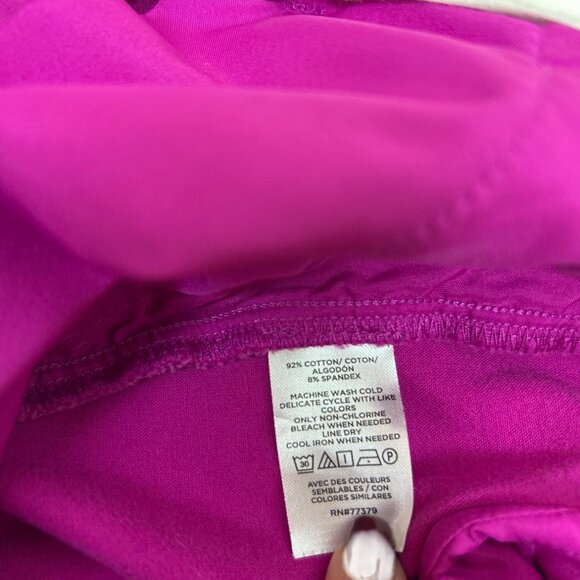 92% COTTON/ COTON/
ALGODÓN
8% SPANDEX
MACHINE WASH COLD
DELICATE CYCLE WITH LIKE
COLORS
ONLY NON-CHLORINE
BLEACH WHEN NEEDED
LINE DRY
COOL IRON WHEN NEEDED
30 P
AVEC DES COULEURS
SEMBLABLES / CON
COLORES SIMILARES
RN#77379